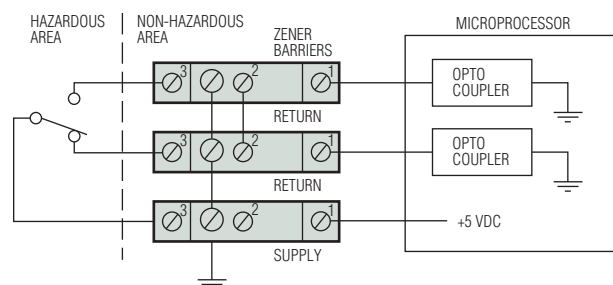 HAZARDOUS
AREA
NON-HAZARDOUS
AREA
ZENER
BARRIERS
MICROPROCESSOR
3
2
1
OPTO
COUPLER
RETURN
3
2
1
OPTO
COUPLER
RETURN
3
2
1
+5 VDC
SUPPLY